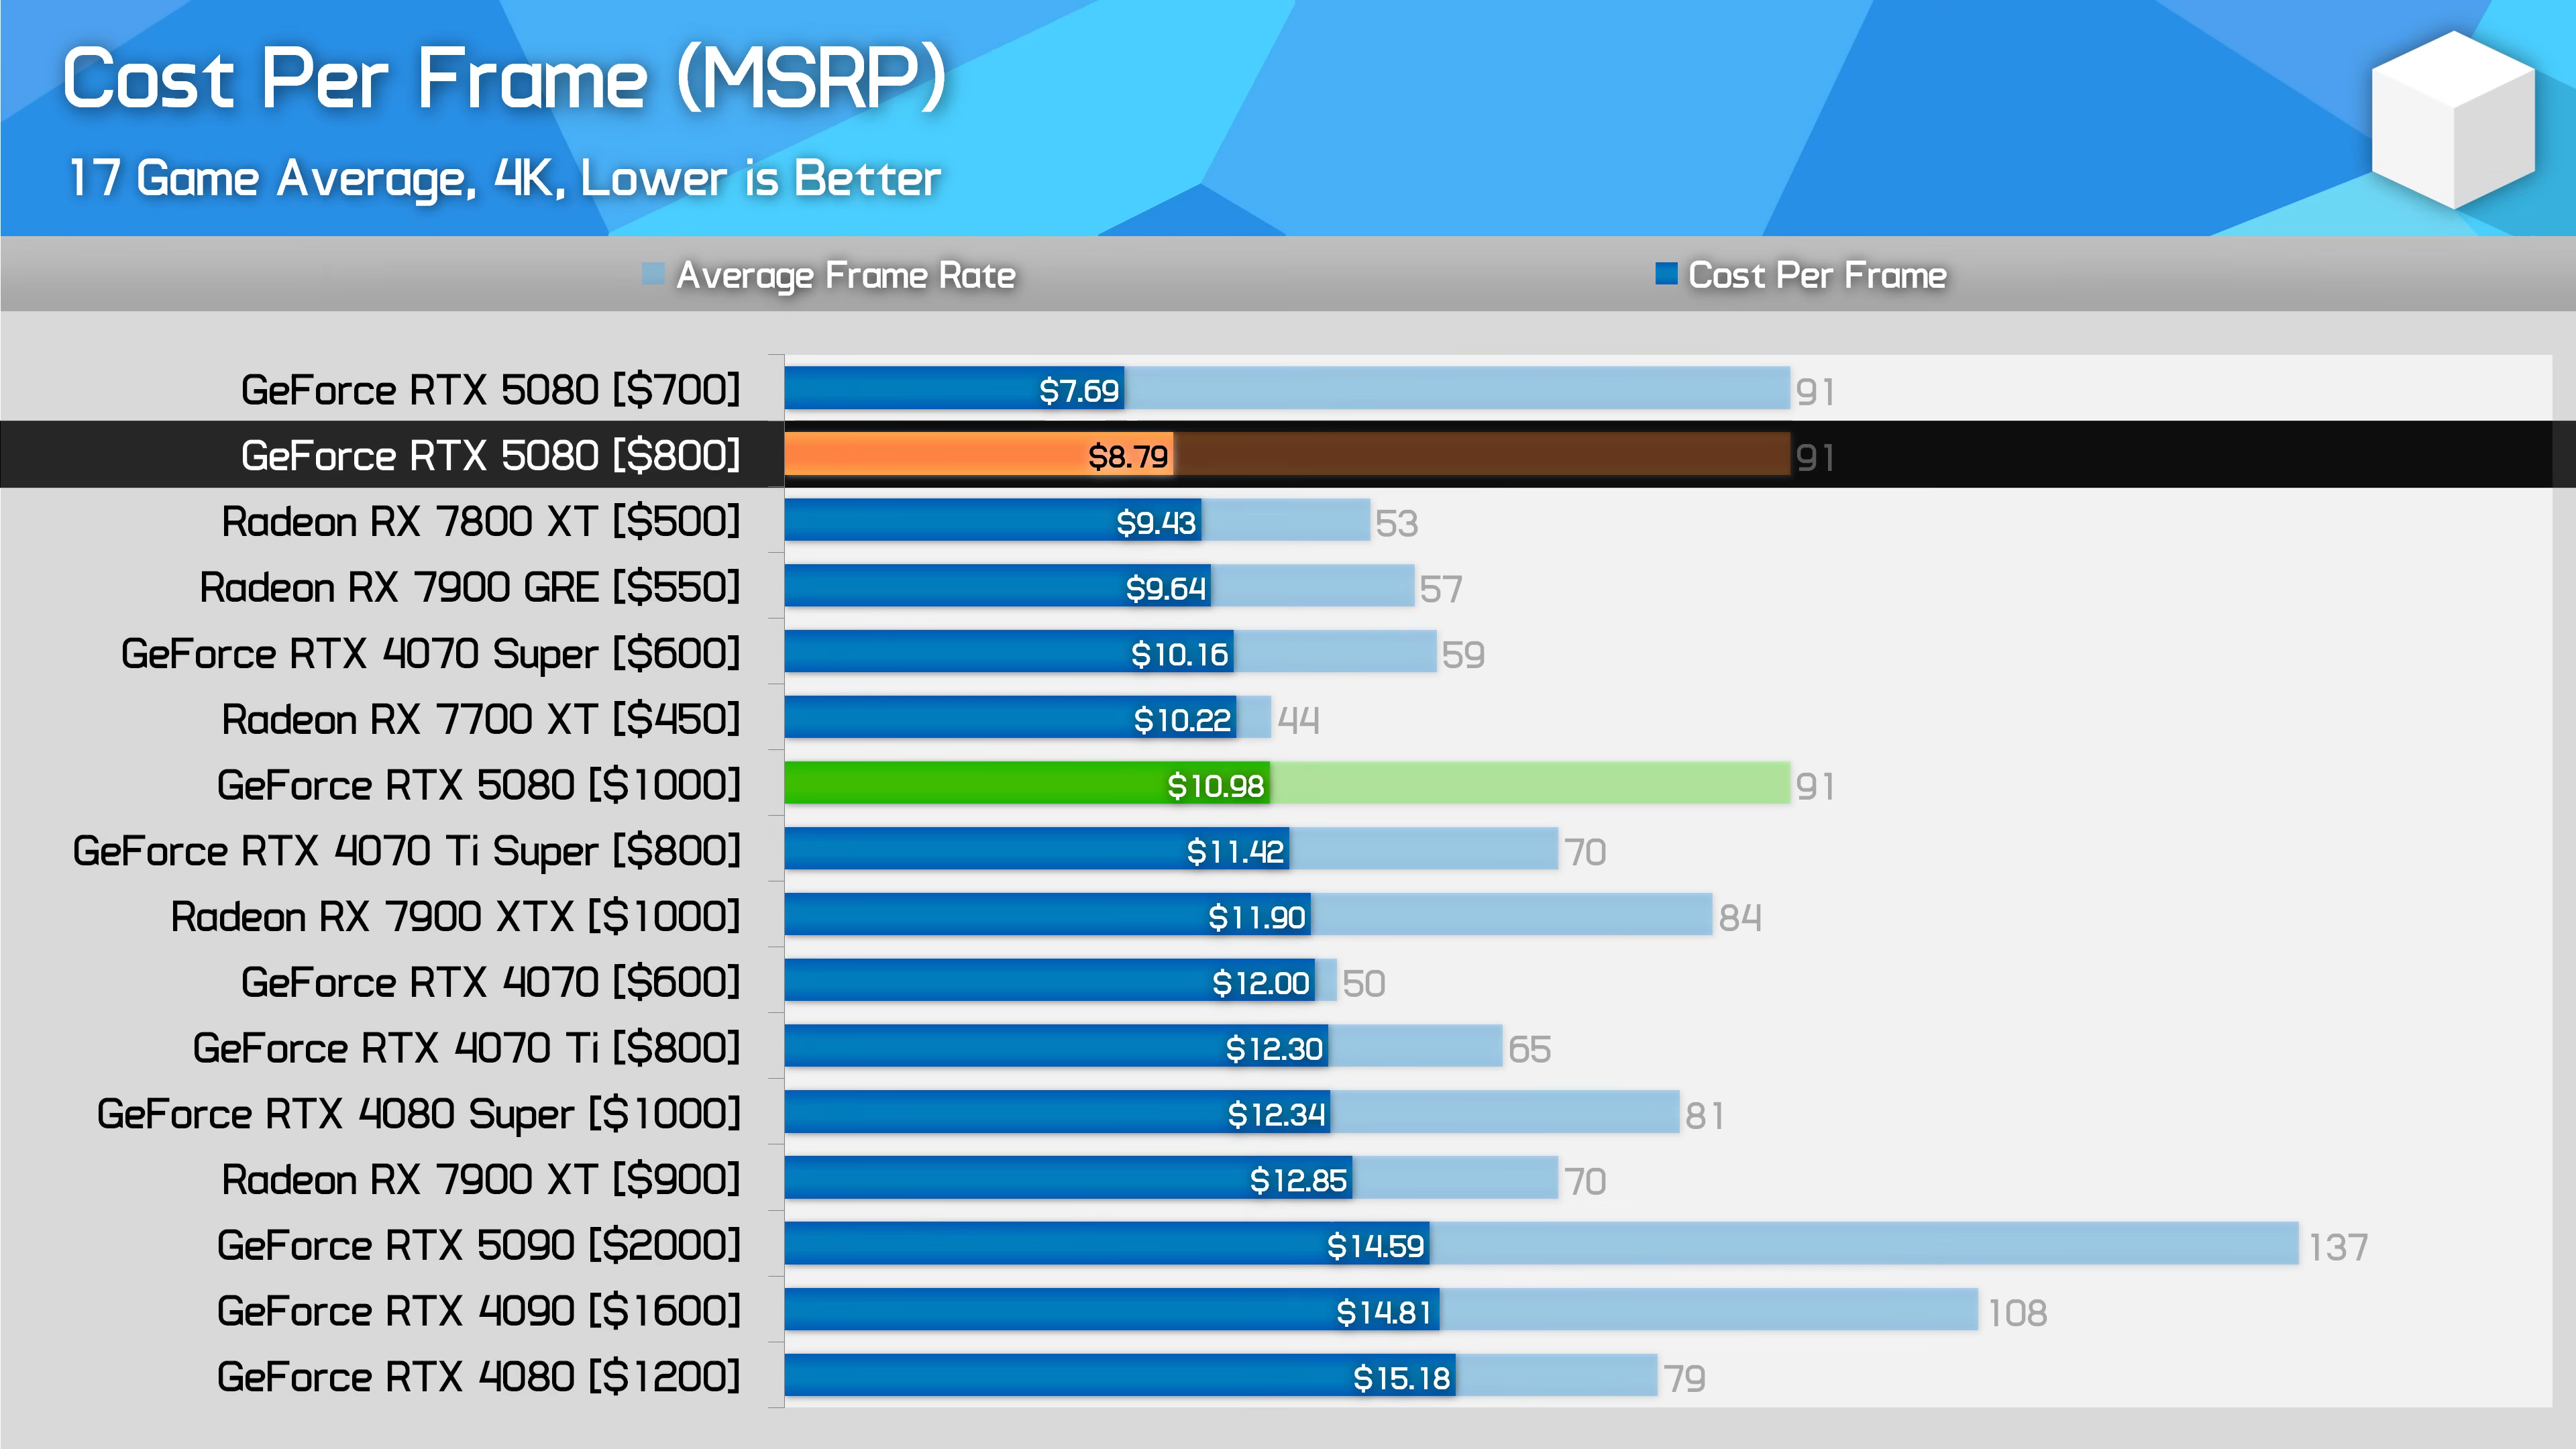 Cost Per Frame (MSRP)
17 Game Average, 4K, Lower is Better
Average Frame Rate Cost Per Frame
GeForce RTX 5080 [$700] $7.69 91
GeForce RTX 5080 [$800] $8.79 91
Radeon RX 7800 XT [$500] $9.43 53
Radeon RX 7900 GRE [$550] $9.64 57
GeForce RTX 4070 Super [$600] $10.16 59
Radeon RX 7700 XT [$450] $10.22 44
GeForce RTX 5080 [$1000] $10.98 91
GeForce RTX 4070 Ti Super [$800] $11.42 70
Radeon RX 7900 XTX [$1000] $11.90 84
GeForce RTX 4070 [$600] $12.00 50
GeForce RTX 4070 Ti [$800] $12.30 65
GeForce RTX 4080 Super [$1000] $12.34 81
Radeon RX 7900 XT [$900] $12.85 70
GeForce RTX 5090 [$2000] $14.59 137
GeForce RTX 4090 [$1600] $14.81 108
GeForce RTX 4080 [$1200] $15.18 79